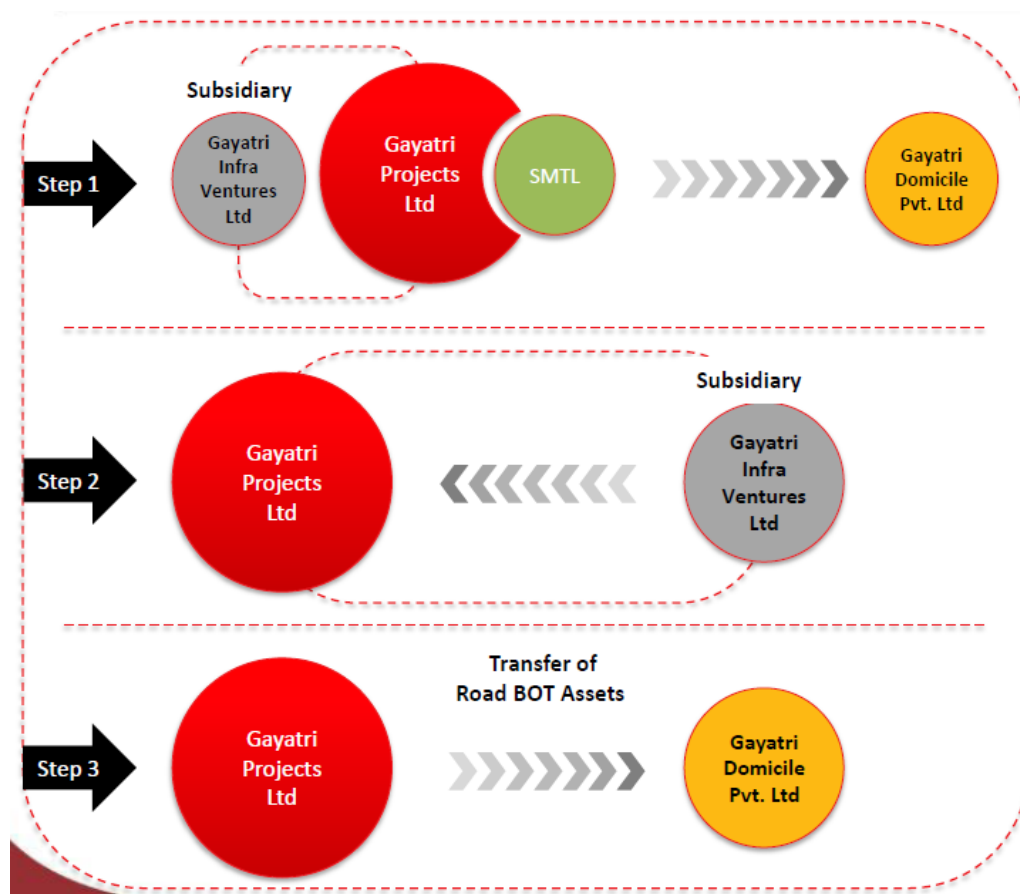 Subsidiary
Step 1
Gayatri
Infra
Ventures
Ltd
Gayatri
Projects
Ltd
SMTL
Gayatri
Domicile
Pvt. Ltd
Subsidiary
Step 2
Gayatri
Projects
Ltd
Gayatri
Infra
Ventures
Ltd
Transfer of
Road BOT Assets
Step 3
Gayatri
Projects
Ltd
Gayatri
Domicile
Pvt. Ltd